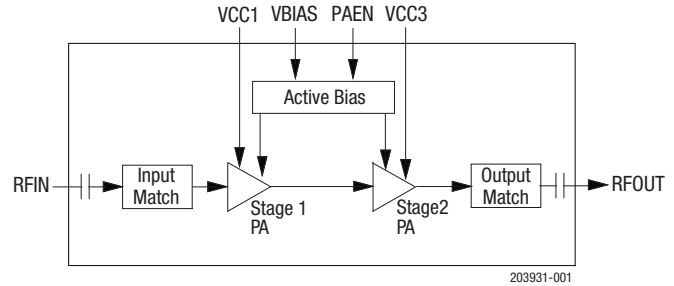 VCC1 VBIAS PAEN VCC3
Active Bias
RFIN
Input
Match
Stage 1
PA
Stage2
PA
Output
Match
RFOUT
203931-001